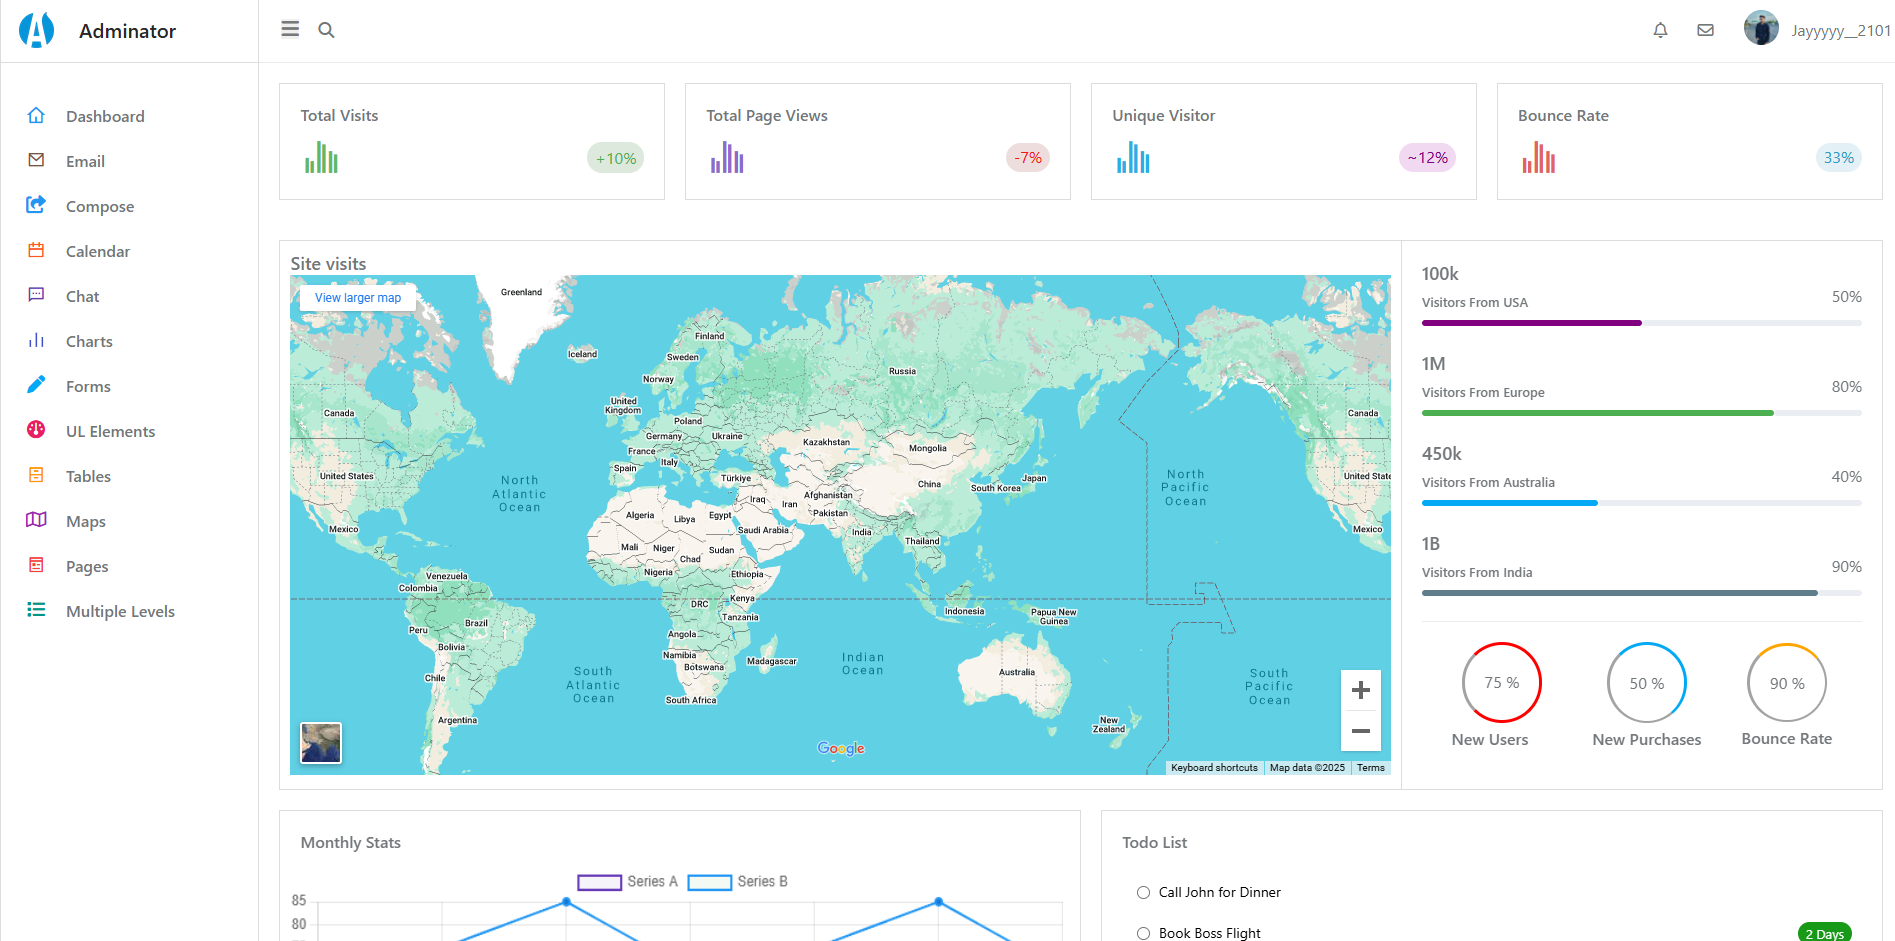 Adminator
Jayyyyy__2101
Dashboard
Email
Compose
Calendar
Chat
Charts
Forms
UL Elements
Tables
Maps
Pages
Multiple Levels
Total Visits
+10%
Total Page Views
-7%
Unique Visitor
~12%
Bounce Rate
33%
Site visits
View larger map
Greenland
Iceland
Finland
Sweden
Norway
Russia
United
Kingdom
Poland
Germany
Ukraine
France
Italy
Spain
Türkiye
Kazakhstan
Mongolia
China
Japan
South Korea
Canada
United States
Mexico
North
Atlantic
Ocean
North
Pacific
Ocean
Canada
United State
Mexico
Algeria
Libya
Egypt
Iraq
Iran
Afghanistan
Pakistan
Saudi Arabia
India
Thailand
Mali
Niger
Chad
Sudan
Nigeria
Ethiopia
Venezuela
Colombia
DRC
Kenya
Tanzania
Indonesia
Papua New
Guinea
Peru
Brazil
Bolivia
Angola
Namibia
Botswana
Madagascar
Chile
South Africa
Argentina
South
Atlantic
Ocean
Indian
Ocean
Australia
South
Pacific
Ocean
New
Zealand
Google
Keyboard shortcuts
Map data ©2025
Terms
100k
Visitors From USA
50%
1M
Visitors From Europe
80%
450k
Visitors From Australia
40%
1B
Visitors From India
90%
75 %
New Users
50 %
New Purchases
90 %
Bounce Rate
Monthly Stats
Series A
Series B
85
80
Todo List
Call John for Dinner
Book Boss Flight
2 Days